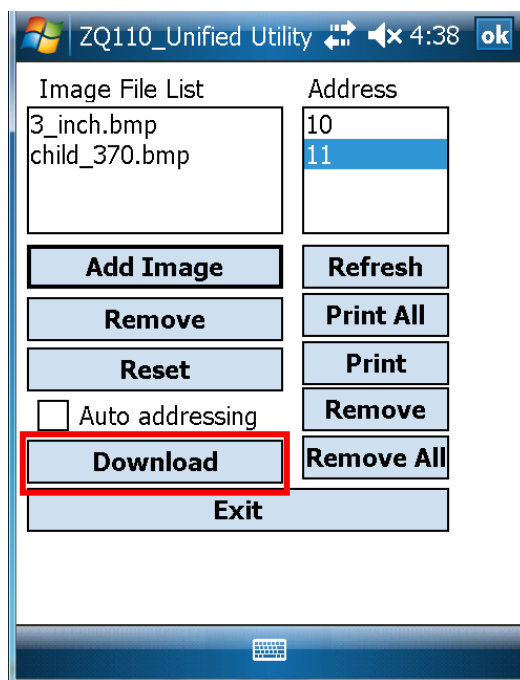 ZQ110_Unified Utility 4:38 ok
Image File List Address
3_inch.bmp 10
child_370.bmp 11
Add Image Refresh
Remove Print All
Reset Print
Auto addressing Remove
Download Remove All
Exit